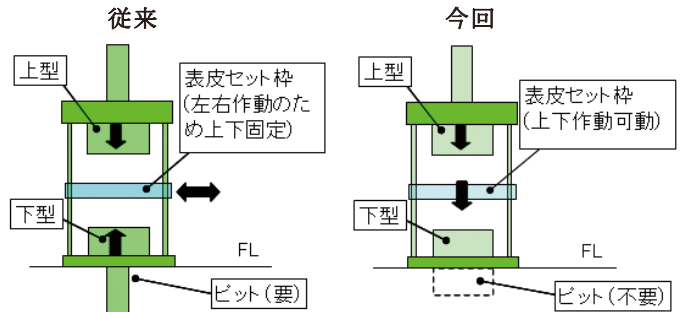 従来
上型
表皮セット枠
(左右作動のた
め上下固定)
下型
FL
ピット(要)
今回
上型
表皮セット枠
(上下作動可動)
下型
FL
ピット(不要)